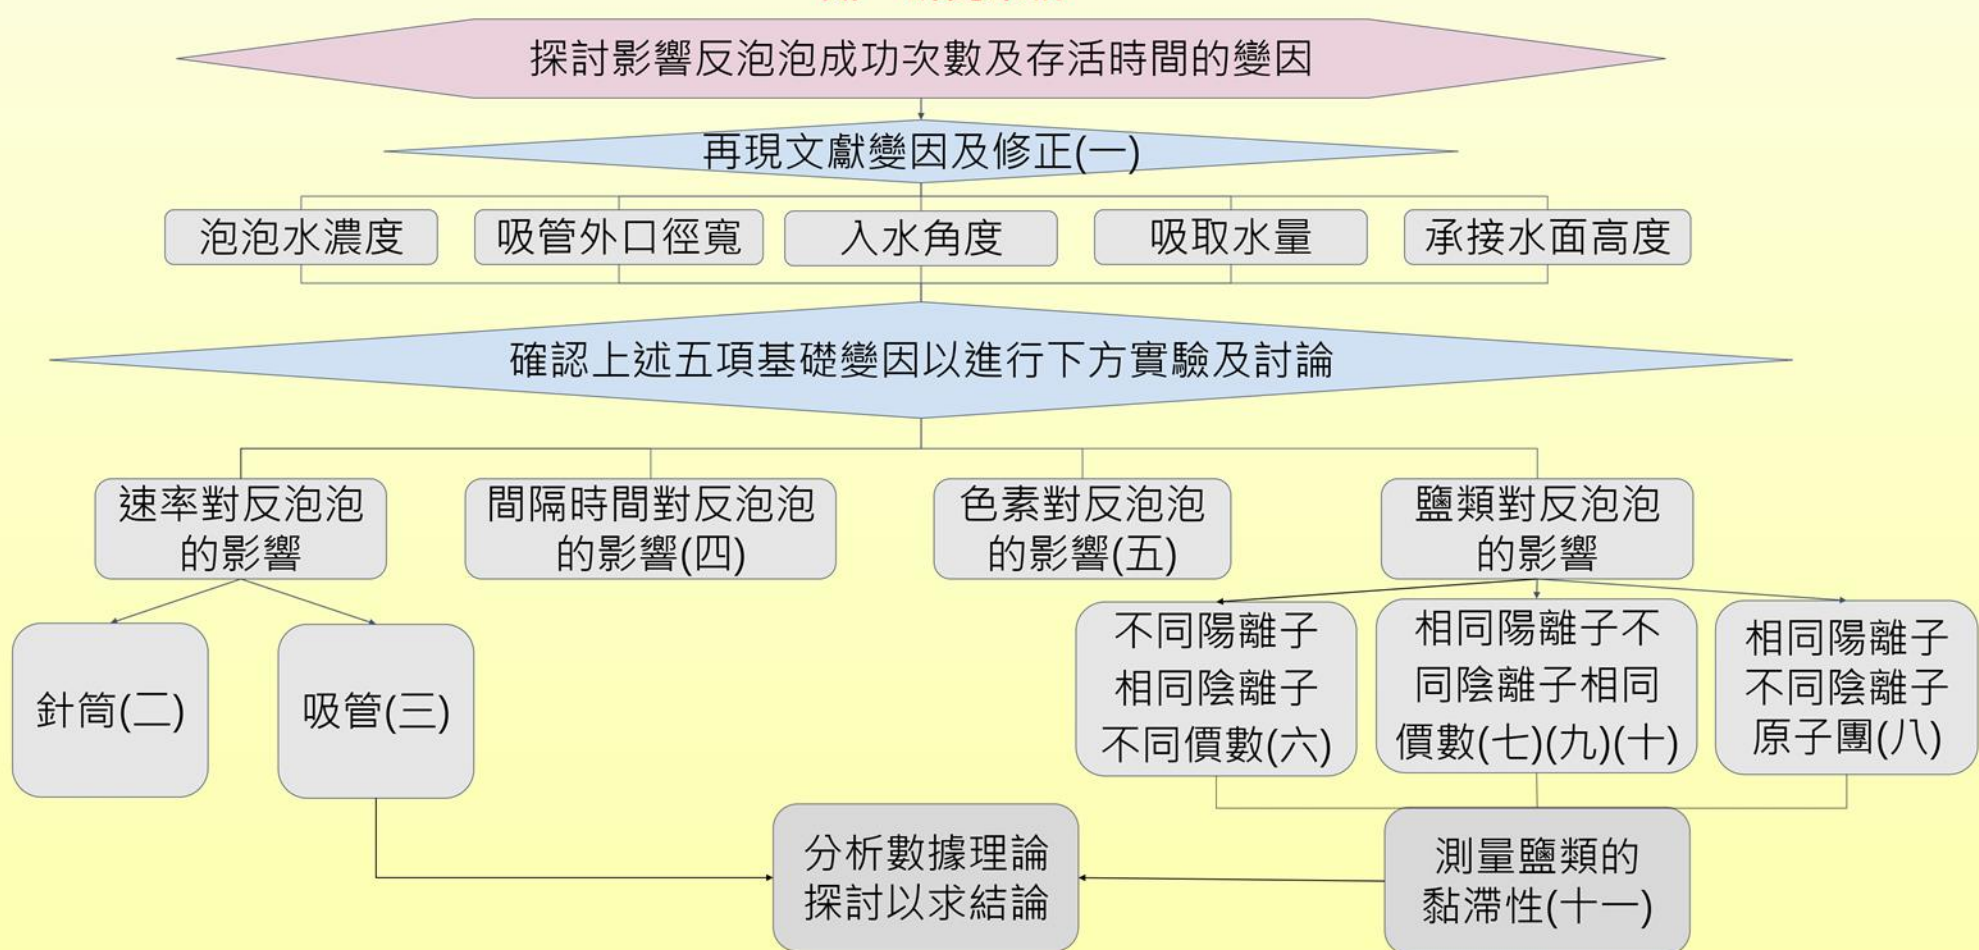 探討影響反泡泡成功次數及存活時間的變因
再現文獻變因及修正(一)
泡泡水濃度
吸管外口徑寬
入水角度
吸取水量
承接水面高度
確認上述五項基礎變因以進行下方實驗及討論
速率對反泡泡
的影響
間隔時間對反泡泡
的影響(四)
色素對反泡泡
的影響(五)
鹽類對反泡泡
的影響
針筒(二)
吸管(三)
不同陽離子
相同陰離子
不同價數(六)
相同陽離子不
同陰離子相同
價數(七)(九)(十)
相同陽離子
不同陰離子
原子團(八)
分析數據理論
探討以求結論
測量鹽類的
黏滯性(十一)